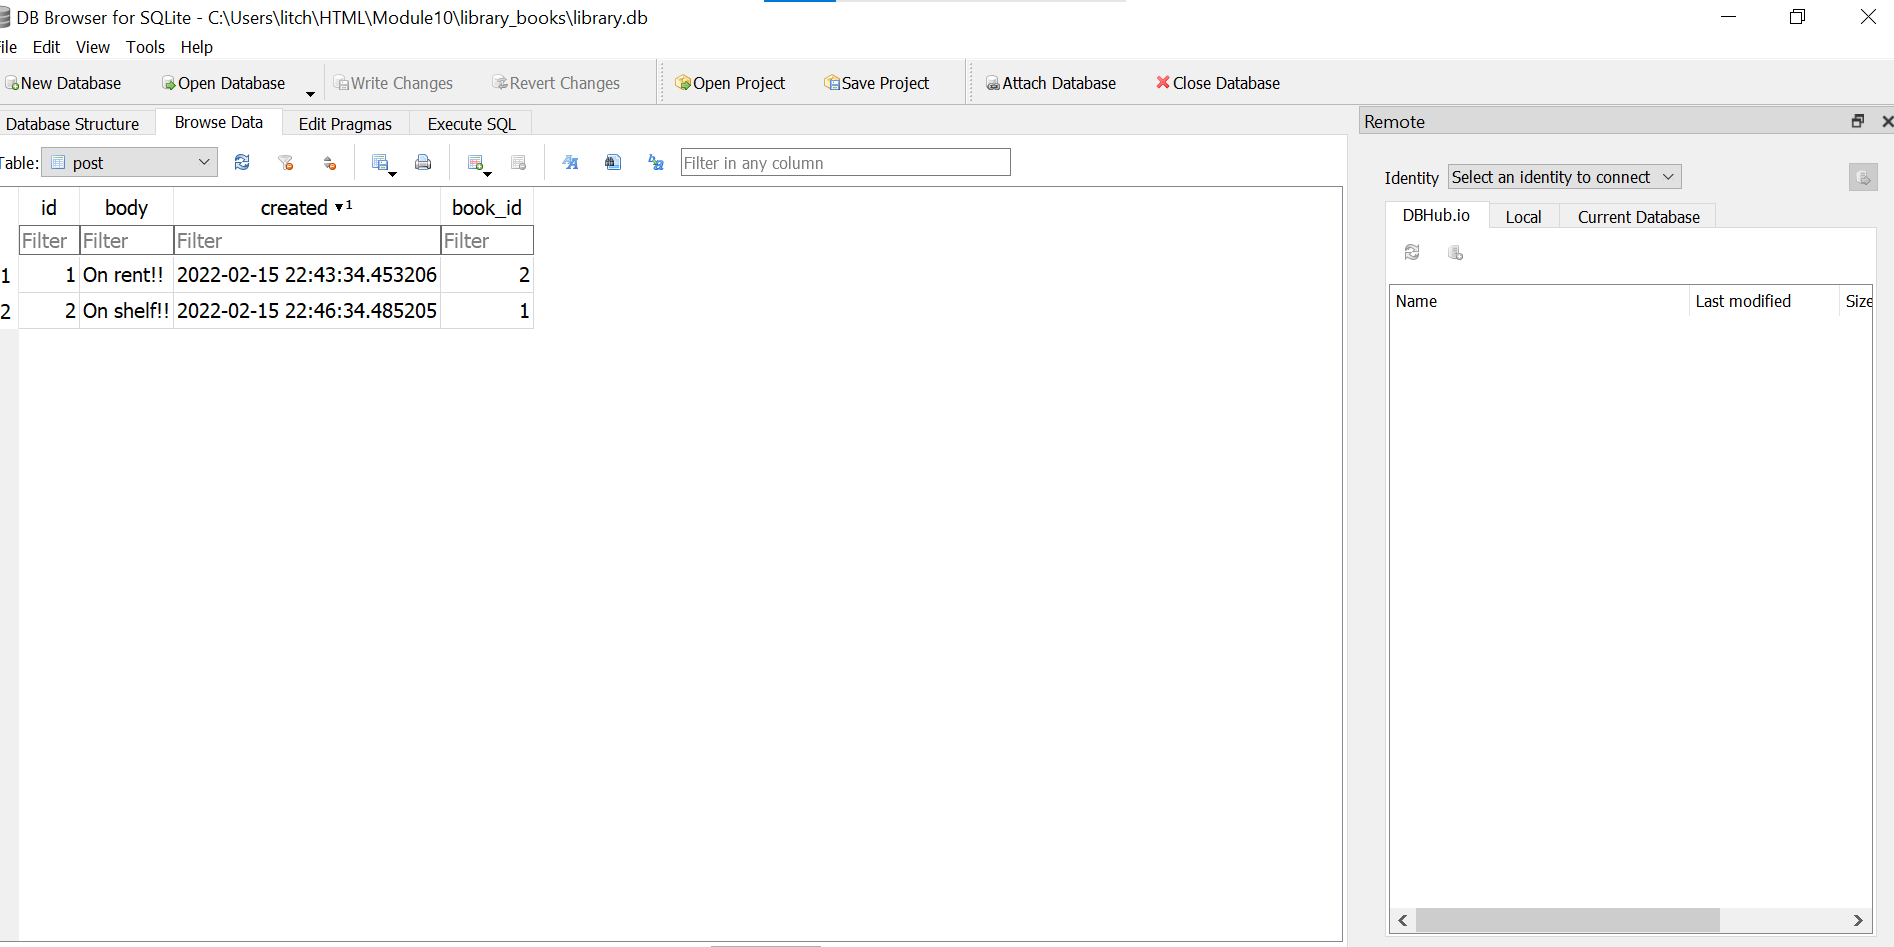 DB Browser for SQLite - C:\Users\litch\HTML\Module10\library_books\library.db
ile Edit View Tools Help
New Database Open Database Write Changes Revert Changes Open Project Save Project Attach Database Close Database
Database Structure Browse Data Edit Pragmas Execute SQL
Table: post Filter in any column
id body created ▼1 book_id
Filter Filter Filter Filter
1 1 On rent!! 2022-02-15 22:43:34.453206 2
2 2 On shelf!! 2022-02-15 22:46:34.485205 1
Remote
Identity Select an identity to connect
DBHub.io Local Current Database
Name Last modified Size